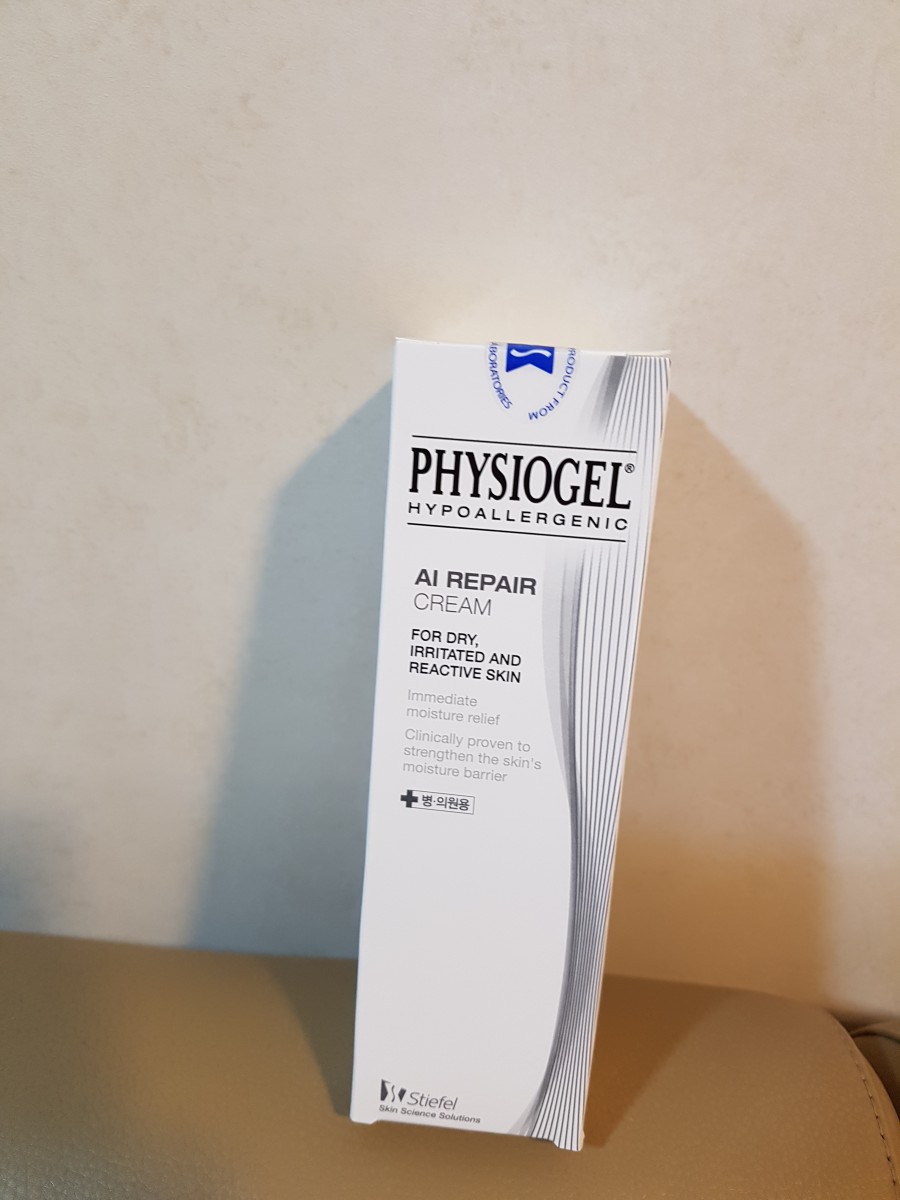 PRODUCT FROM
LABORATORIES
PHYSIOGEL®
HYPOALLERGENIC
AI REPAIR
CREAM
FOR DRY,
IRRITATED AND
REACTIVE SKIN
Immediate
moisture relief
Clinically proven to
strengthen the skin's
moisture barrier
병·의원용
Stiefel
Skin Science Solutions